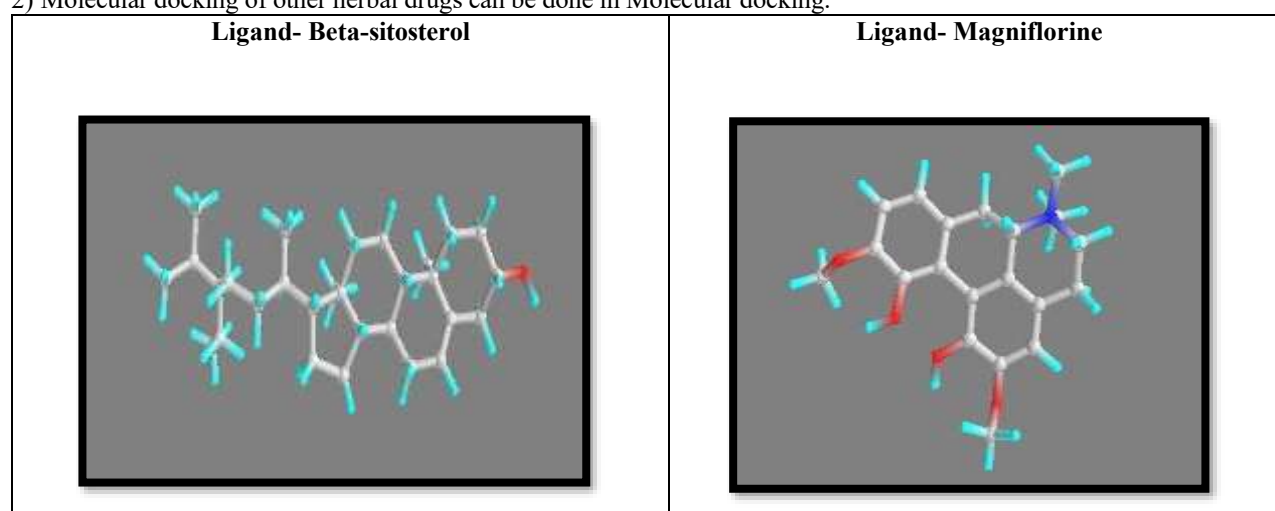 2) Molecular docking of other herbal drugs can be done in Molecular docking.
Ligand- Beta-sitosterol
Ligand- Magniflorine